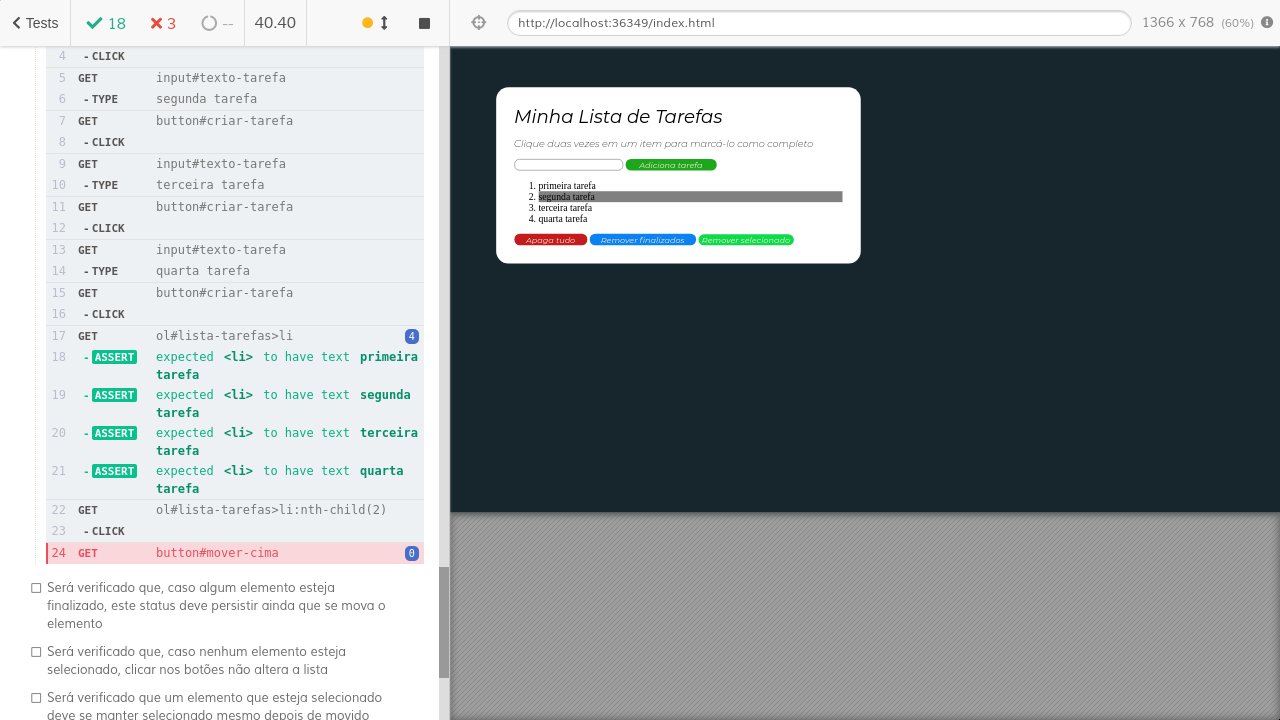 Tests
18
3
--
40.40
http://localhost:36349/index.html
1366 x 768 (60%)
4 - CLICK
5 GET input#texto-tarefa
6 - TYPE segunda tarefa
7 GET button#criar-tarefa
8 - CLICK
9 GET input#texto-tarefa
10 - TYPE terceira tarefa
11 GET button#criar-tarefa
12 - CLICK
13 GET input#texto-tarefa
14 - TYPE quarta tarefa
15 GET button#criar-tarefa
16 - CLICK
17 GET ol#lista-tarefas>li 4
18 - ASSERT expected <li> to have text primeira
tarefa
19 - ASSERT expected <li> to have text segunda
tarefa
20 - ASSERT expected <li> to have text terceira
tarefa
21 - ASSERT expected <li> to have text quarta
tarefa
22 GET ol#lista-tarefas>li:nth-child(2)
23 - CLICK
24 GET button#mover-cima 0
Será verificado que, caso algum elemento esteja
finalizado, este status deve persistir ainda que se mova o
elemento
Será verificado que, caso nenhum elemento esteja
selecionado, clicar nos botões não altera a lista
Será verificado que um elemento que esteja selecionado
deve se manter selecionado mesmo depois de movido
Minha Lista de Tarefas
Clique duas vezes em um item para marcá-lo como completo
Adiciona tarefa
1. primeira tarefa
2. segunda tarefa
3. terceira tarefa
4. quarta tarefa
Apaga tudo
Remover finalizados
Remover selecionado